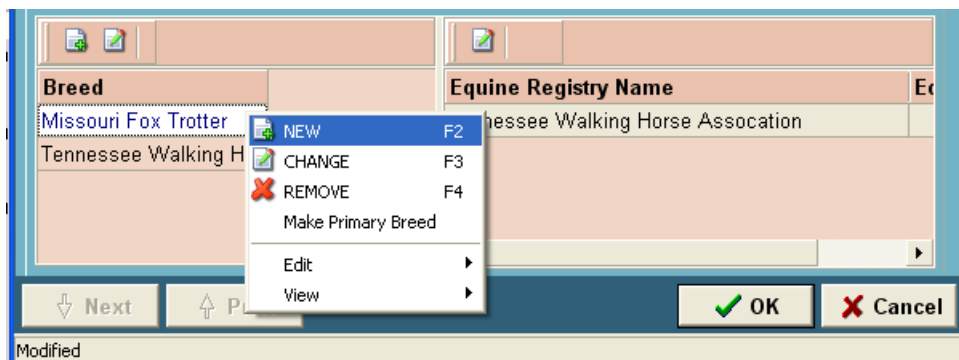 Breed
Equine Registry Name
Missouri Fox Trotter
Tennessee Walking H
nessee Walking Horse Assocation
NEW F2
CHANGE F3
REMOVE F4
Make Primary Breed
Edit
View
Next
OK
Cancel
Modified